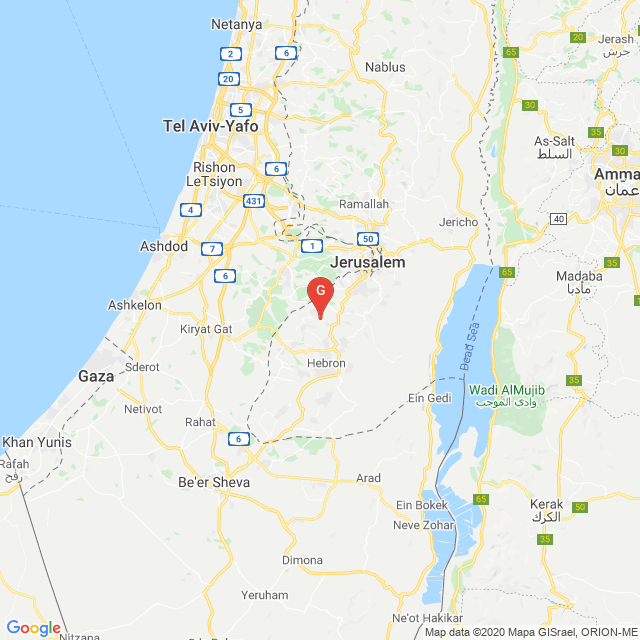 Netanya
2
6
Nablus
65
20
Jerash
جرش
20
5
30
Tel Aviv-Yafo
35
As-Salt
السلط
30
Rishon
LeTsiyon
6
Amma
عمّان
431
4
Ramallah
Jericho
40
Ashdod
7
1
50
Jerusalem
6
35
65
Madaba
مادبا
G
Ashkelon
Kiryat Gat
Dead Sea
Hebron
Sderot
Gaza
Wadi AlMujib
وادي الموجب
35
Netivot
Ein Gedi
Rahat
6
Khan Yunis
Rafah
رفح
Be'er Sheva
Arad
65
Ein Bokek
Kerak
الكرك
50
Neve Zohar
35
Dimona
Yeruham
Ne'ot Hakikar
Google
Nitzana
Map data ©2020 Mapa GISrael, ORION-ME